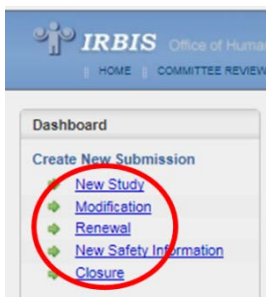 IRBIS Office of Huma
HOME COMMITTEE REVIEW
Dashboard
Create New Submission
New Study
Modification
Renewal
New Safety Information
Closure